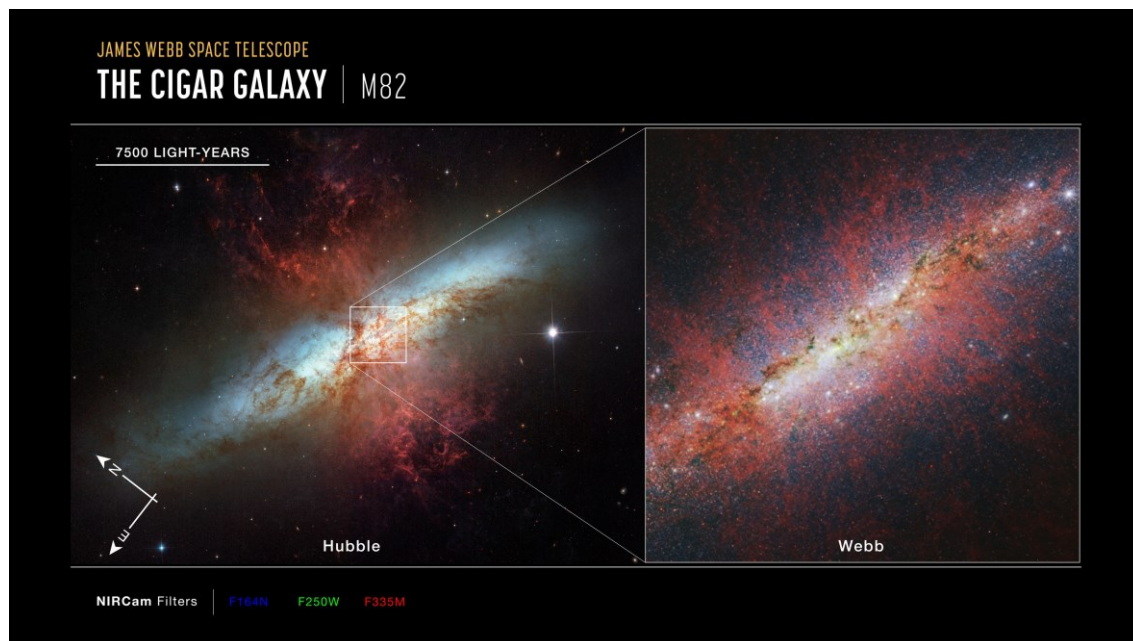 JAMES WEBB SPACE TELESCOPE
THE CIGAR GALAXY | M82
7500 LIGHT-YEARS
N
E
Hubble
Webb
NIRCam Filters | F164N F250W F335M